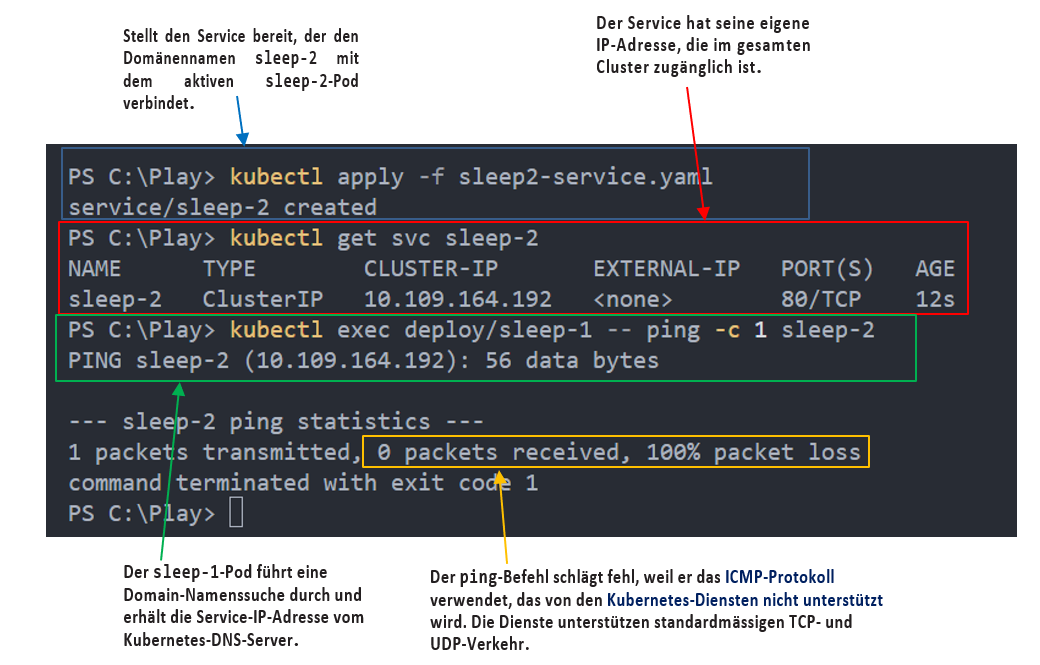 Stellt den Service bereit, der den
Domänennamen sleep-2 mit
dem aktiven sleep-2-Pod
verbindet.
Der Service hat seine eigene
IP-Adresse, die im gesamten
Cluster zugänglich ist.
PS C:\Play> kubectl apply -f sleep2-service.yaml
service/sleep-2 created
PS C:\Play> kubectl get svc sleep-2
NAME TYPE CLUSTER-IP EXTERNAL-IP PORT(S) AGE
sleep-2 ClusterIP 10.109.164.192 <none> 80/TCP 12s
PS C:\Play> kubectl exec deploy/sleep-1 -- ping -c 1 sleep-2
PING sleep-2 (10.109.164.192): 56 data bytes
--- sleep-2 ping statistics ---
1 packets transmitted, 0 packets received, 100% packet loss
command terminated with exit code 1
PS C:\Play>
Der sleep-1-Pod führt eine
Domain-Namenssuche durch und
erhält die Service-IP-Adresse vom
Kubernetes-DNS-Server.
Der ping-Befehl schlägt fehl, weil er das ICMP-Protokoll
verwendet, das von den Kubernetes-Diensten nicht unterstützt
wird. Die Dienste unterstützen standardmässigen TCP- und
UDP-Verkehr.